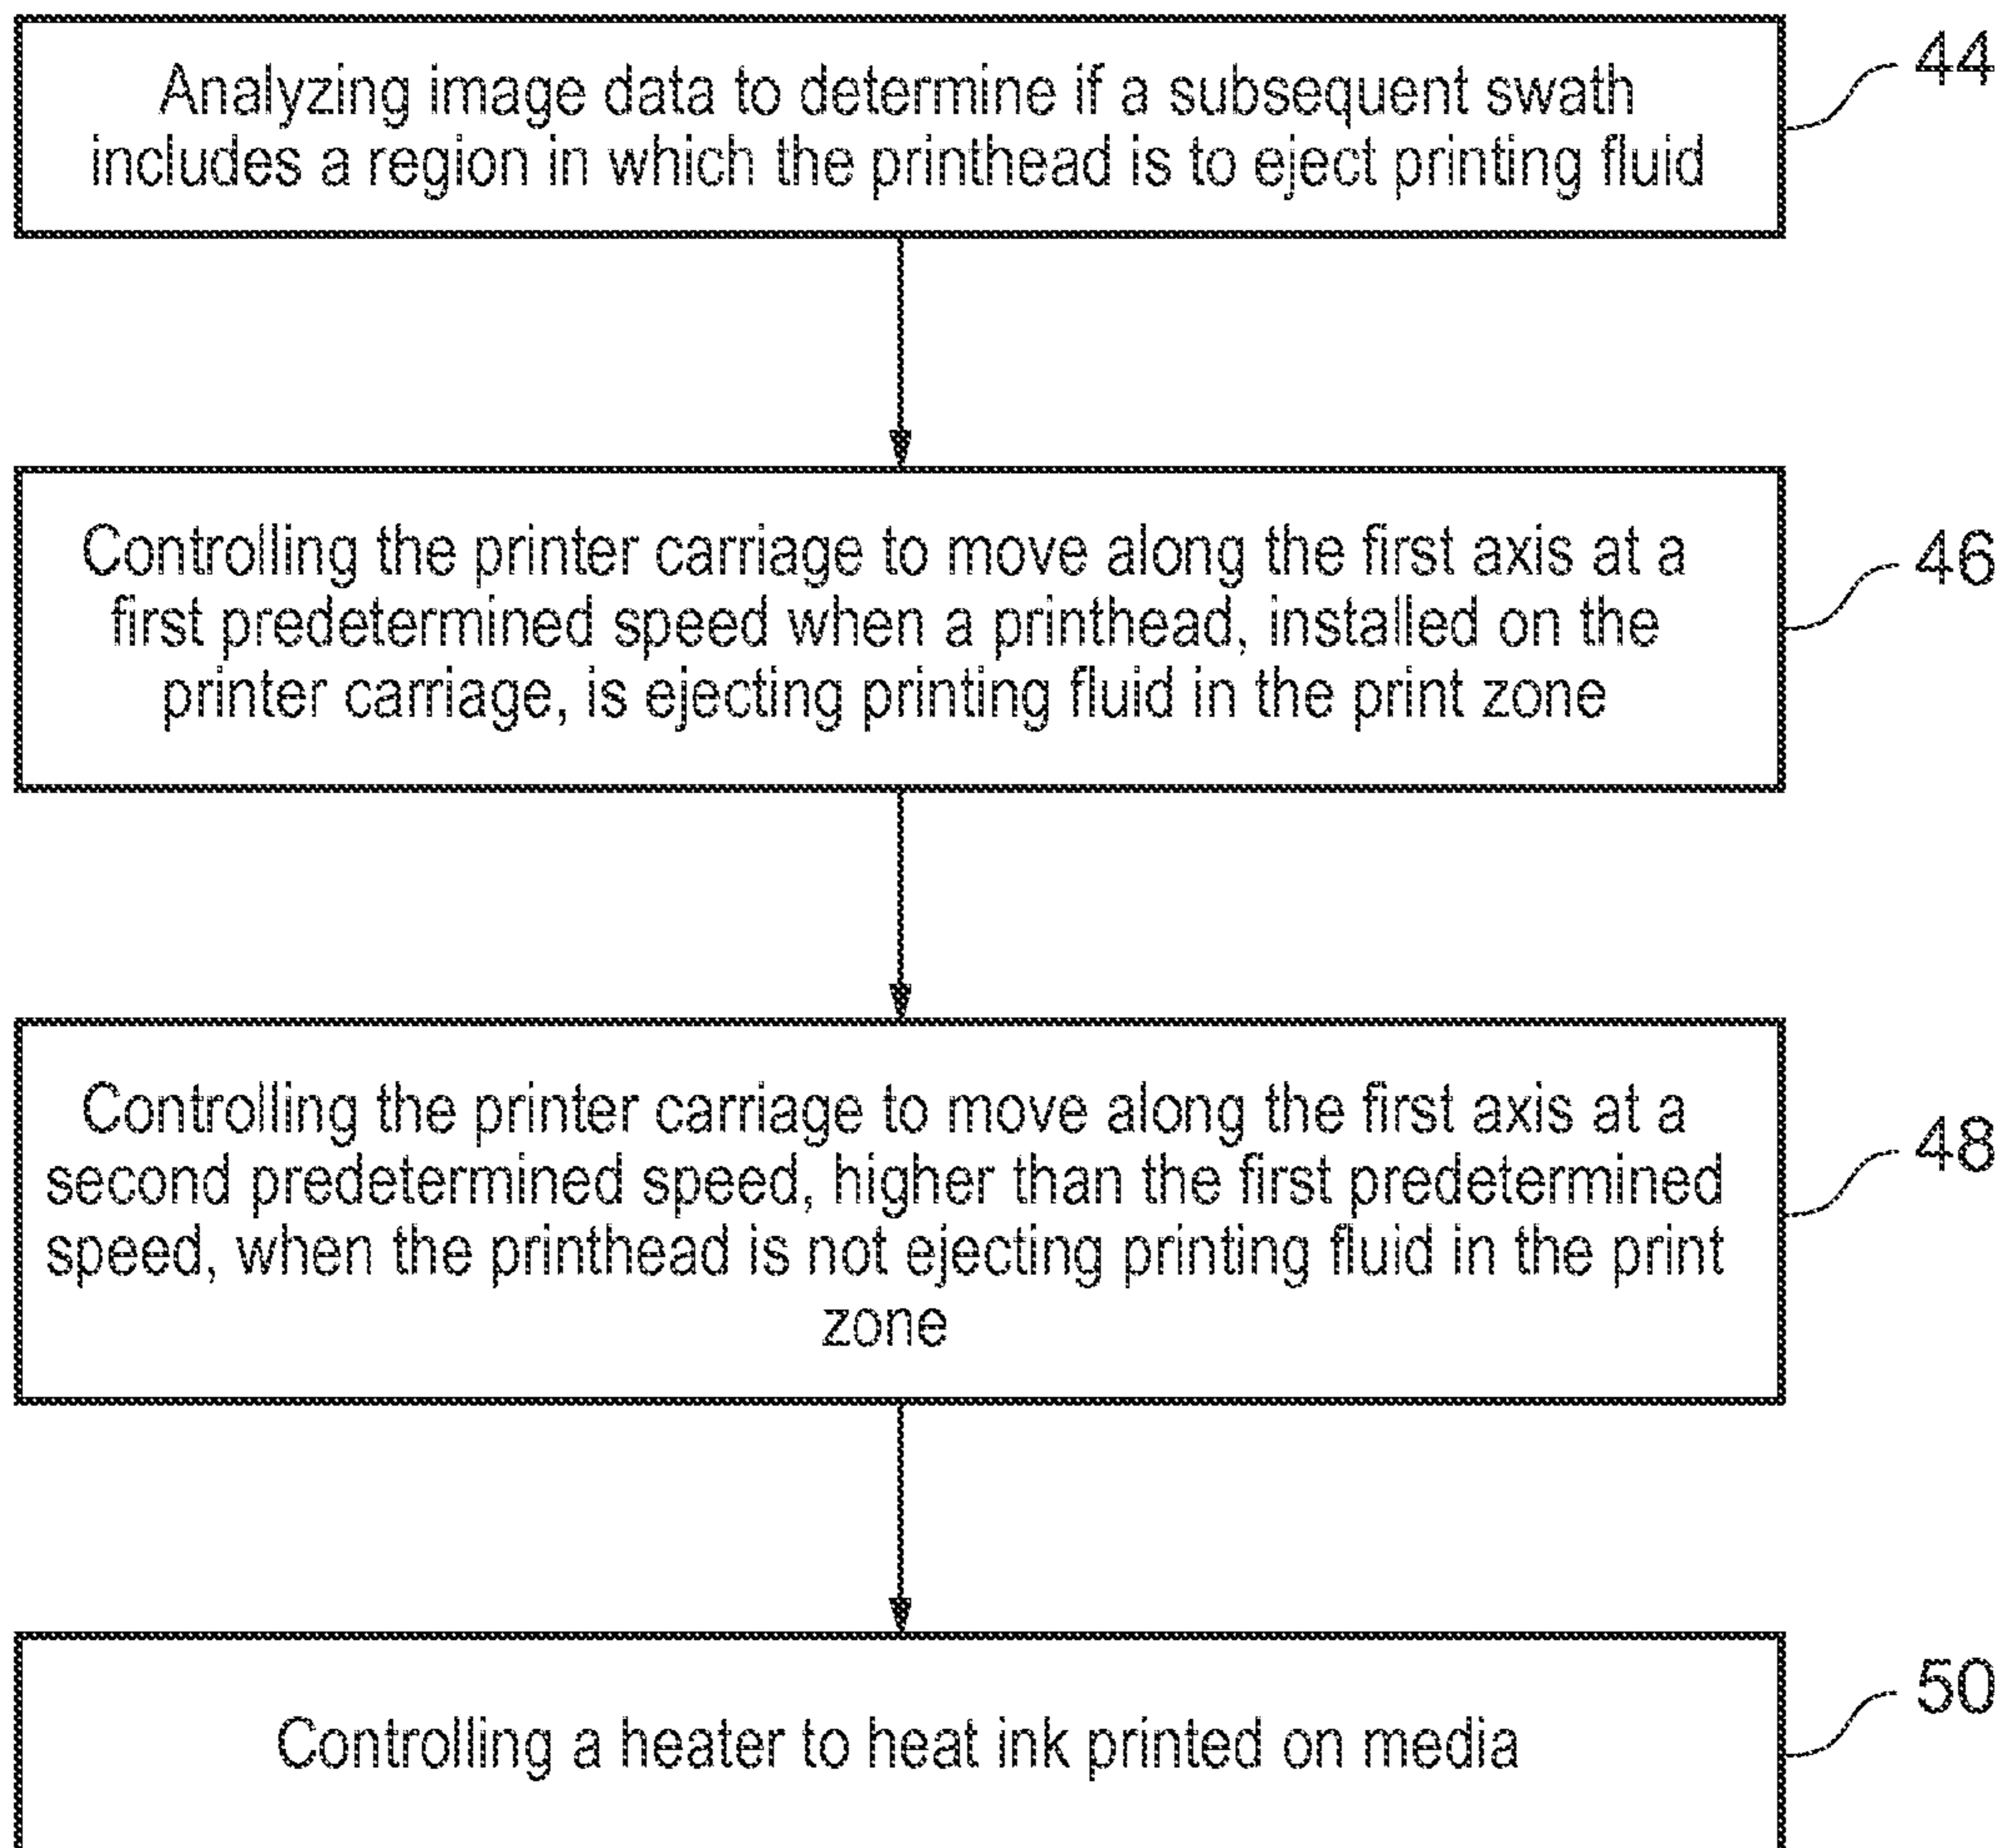 Analyzing image data to determine if a subsequent swath
includes a region in which the printhead is to eject printing fluid
44
Controlling the printer carriage to move along the first axis at a
first predetermined speed when a printhead, installed on the
printer carriage, is ejecting printing fluid in the print zone
46
Controlling the printer carriage to move along the first axis at a
second predetermined speed, higher than the first predetermined
speed, when the printhead is not ejecting printing fluid in the print
zone
48
Controlling a heater to heat ink printed on media
50